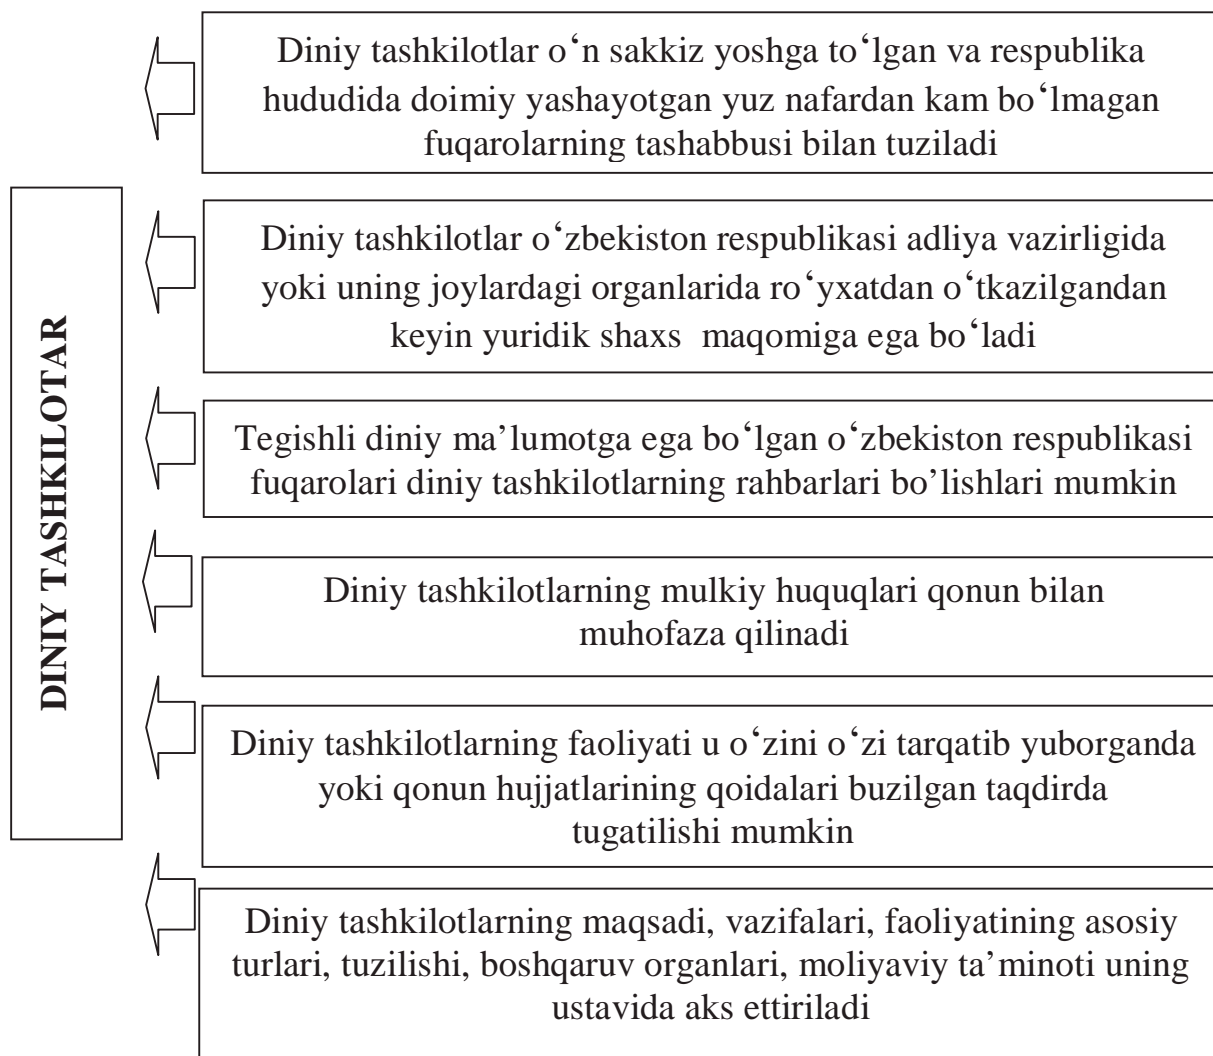 Diniy tashkilotlar o‘n sakkiz yoshga to‘lgan va respublika
hududida doimiy yashayotgan yuz nafardan kam bo‘lmagan
fuqarolarning tashabbusi bilan tuziladi
DINIY TASHKILOTAR
Diniy tashkilotlar o‘zbekiston respublikasi adliya vazirligida
yoki uning joylardagi organlarida ro‘yxatdan o‘tkazilgandan
keyin yuridik shaxs maqomiga ega bo‘ladi
Tegishli diniy ma’lumotga ega bo‘lgan o‘zbekiston respublikasi
fuqarolari diniy tashkilotlarning rahbarlari bo’lishlari mumkin
Diniy tashkilotlarning mulkiy huquqlari qonun bilan
muhofaza qilinadi
Diniy tashkilotlarning faoliyati u o‘zini o‘zi tarqatib yuborganda
yoki qonun hujjatlarining qoidalari buzilgan taqdirda
tugatilishi mumkin
Diniy tashkilotlarning maqsadi, vazifalari, faoliyatining asosiy
turlari, tuzilishi, boshqaruv organlari, moliyaviy ta’minoti uning
ustavida aks ettiriladi